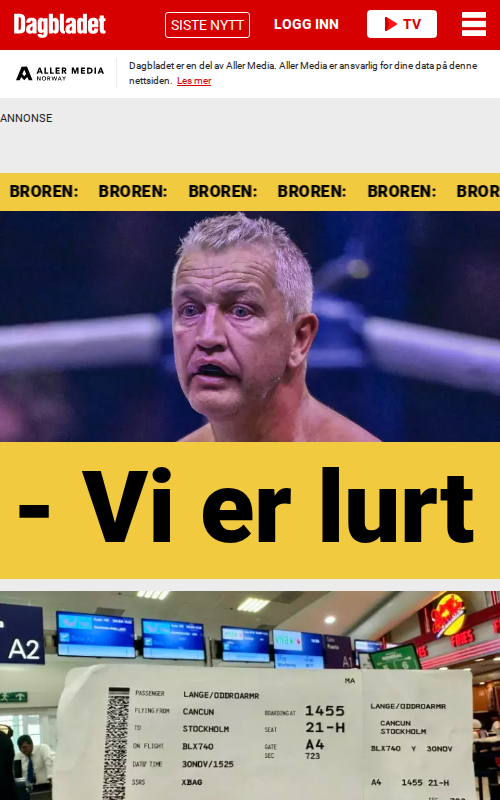 Dagbladet
SISTE NYTT
LOGG INN
TV
ALLER MEDIA
NORWAY
Dagbladet er en del av Aller Media. Aller Media er ansvarlig for dine data på denne
nettsiden. Les mer
ANNONSE
BROREN: BROREN: BROREN: BROREN: BROREN: BROR
- Vi er lurt
A2
A1
MA
PASSENGER LANGE/ODDROARMR
FLYING FROM CANCUN
TO STOCKHOLM
ON FLIGHT BLX740
DATE/TIME 30NOV/1525
SSRS XBAG
BOARDING AT 1455
SEAT 21-H
GATE A4
SEC 723
LANGE/ODDROARMR
CANCUN
STOCKHOLM
BLX740 Y 30NOV
A4 1455 21-H